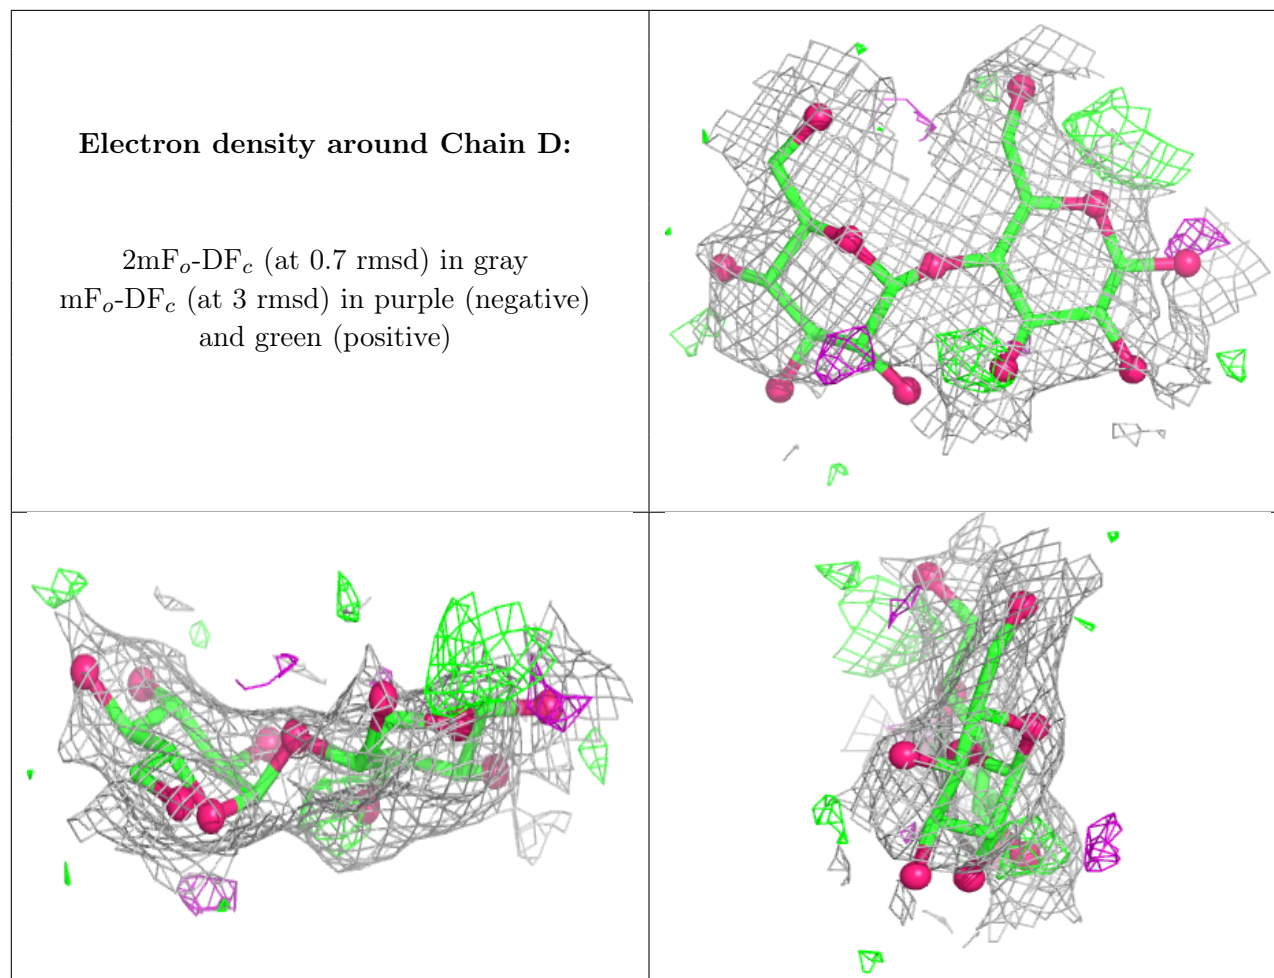 Electron density around Chain D:
2mFo-DFc (at 0.7 rmsd) in gray
mFo-DFc (at 3 rmsd) in purple (negative)
and green (positive)